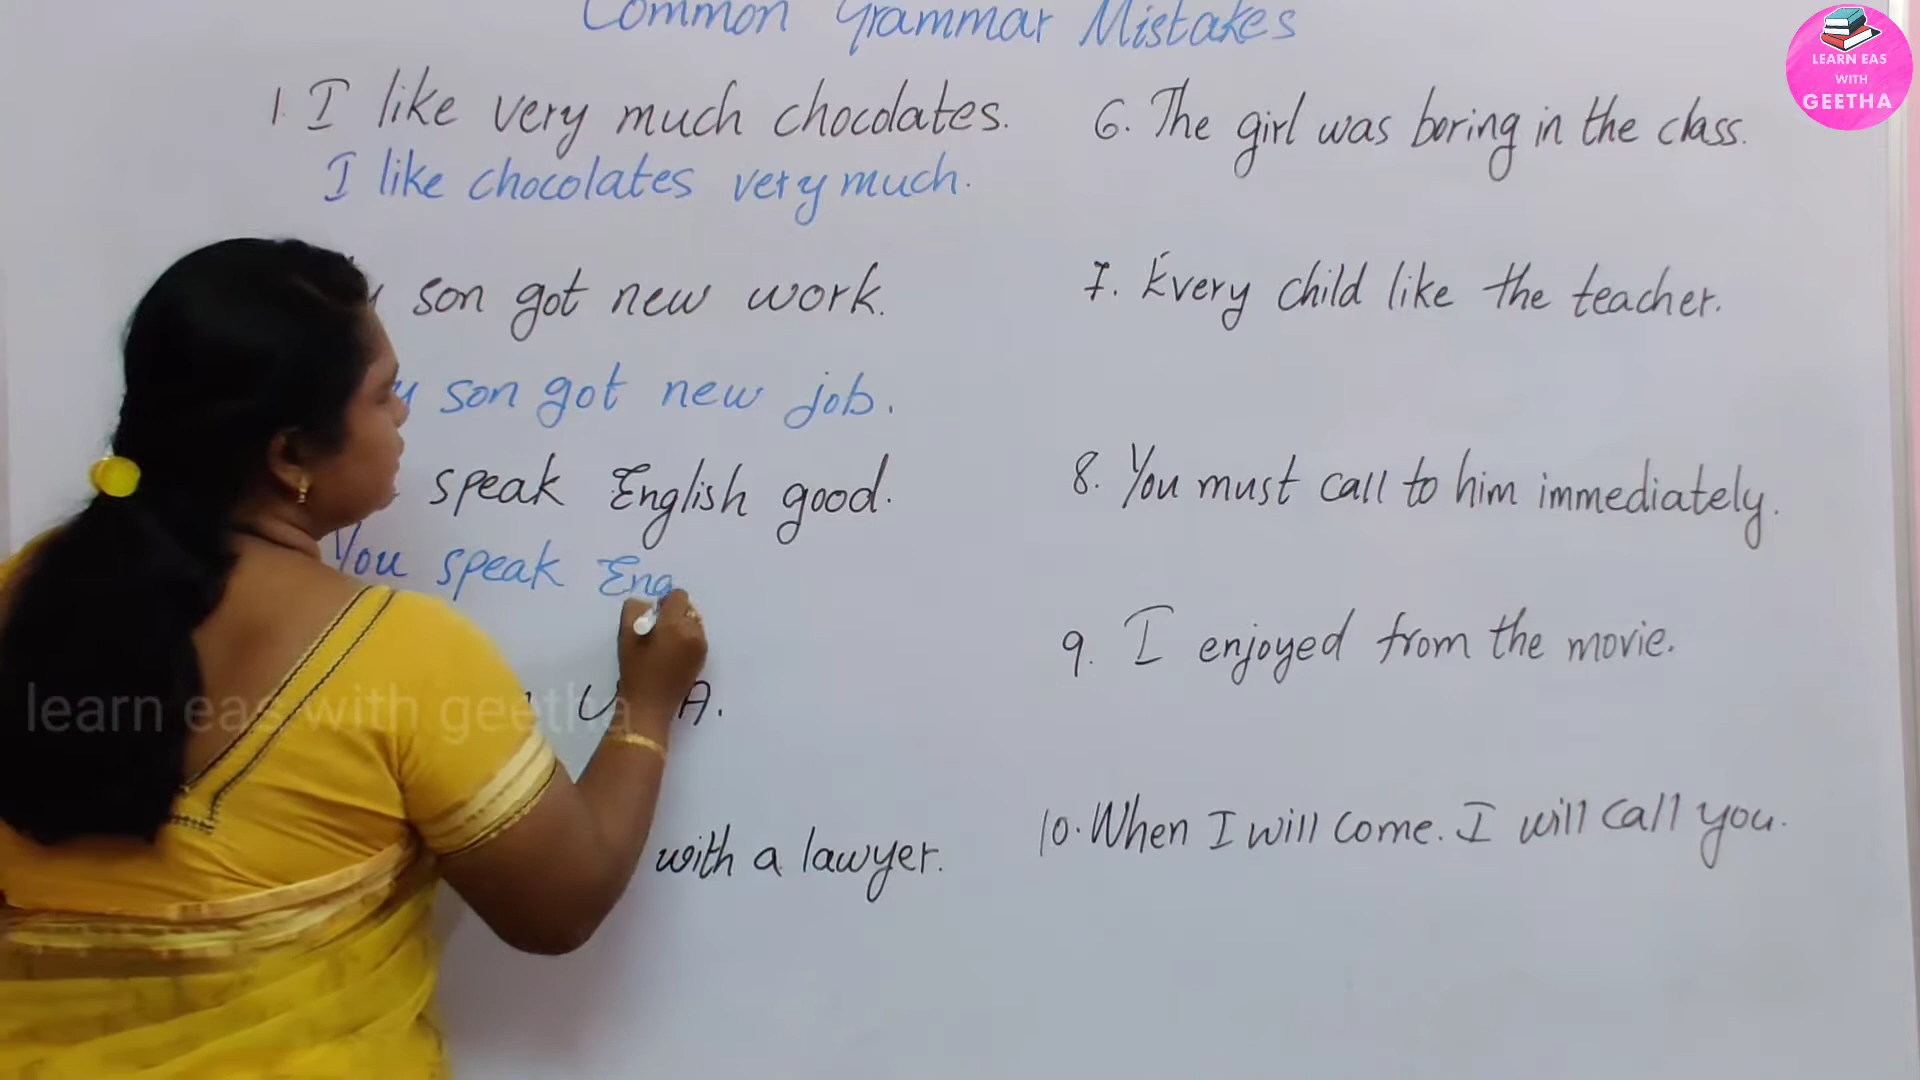 Common Grammar Mistakes
1. I like very much chocolates.
I like chocolates very much.
son got new work.
son got new job.
speak English good.
You speak Eng
A.
with a lawyer.
6. The girl was boring in the class.
7. Every child like the teacher.
8. You must call to him immediately.
9. I enjoyed from the movie.
10. When I will come. I will call you.
LEARN EAS
WITH
GEETHA
learn eas with geetha